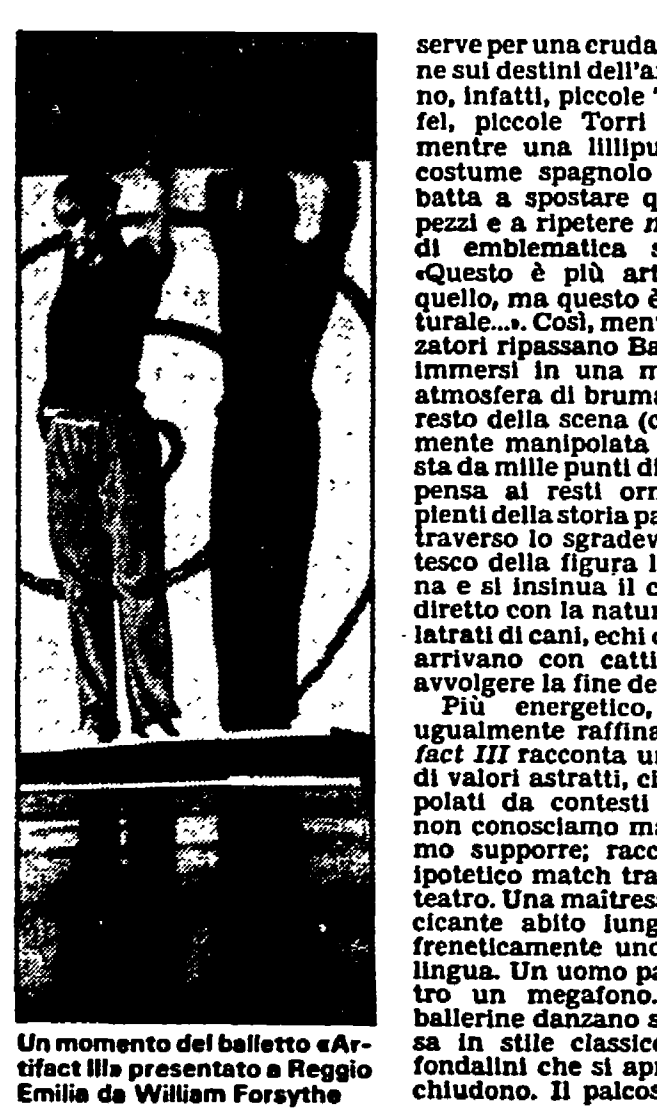 Un momento del balletto «Ar-
tifact III» presentato a Reggio
Emilia da William Forsythe
serve per una cruda
ne sui destini dell'a
no, infatti, piccole
fel, piccole Torri
mentre una lillipu
costume spagnolo
batta a spostare q
pezzi e a ripetere n
di emblematica s
«Questo è più art
quello, ma questo è
turale...». Così, men
zatori ripassano Ba
immersi in una m
atmosfera di bruma
resto della scena (c
mente manipolata
sta da mille punti di
pensa ai resti orn
pienti della storia pa
traverso lo sgradev
tesco della figura l
na e si insinua il c
diretto con la natur
latrati di cani, echi
arrivano con catti
avvolgere la fine de
Più energetico,
ugualmente raffina
fact III racconta u
di valori astratti, ci
polati da contesti
non conosciamo ma
mo supporre; racc
ipotetico match tra
teatro. Una maîtres
cicante abito lung
freneticamente uno
lingua. Un uomo pa
tro un megafono.
ballerine danzano s
sa in stile classico
fondalini che si apr
chiudono. Il palcos